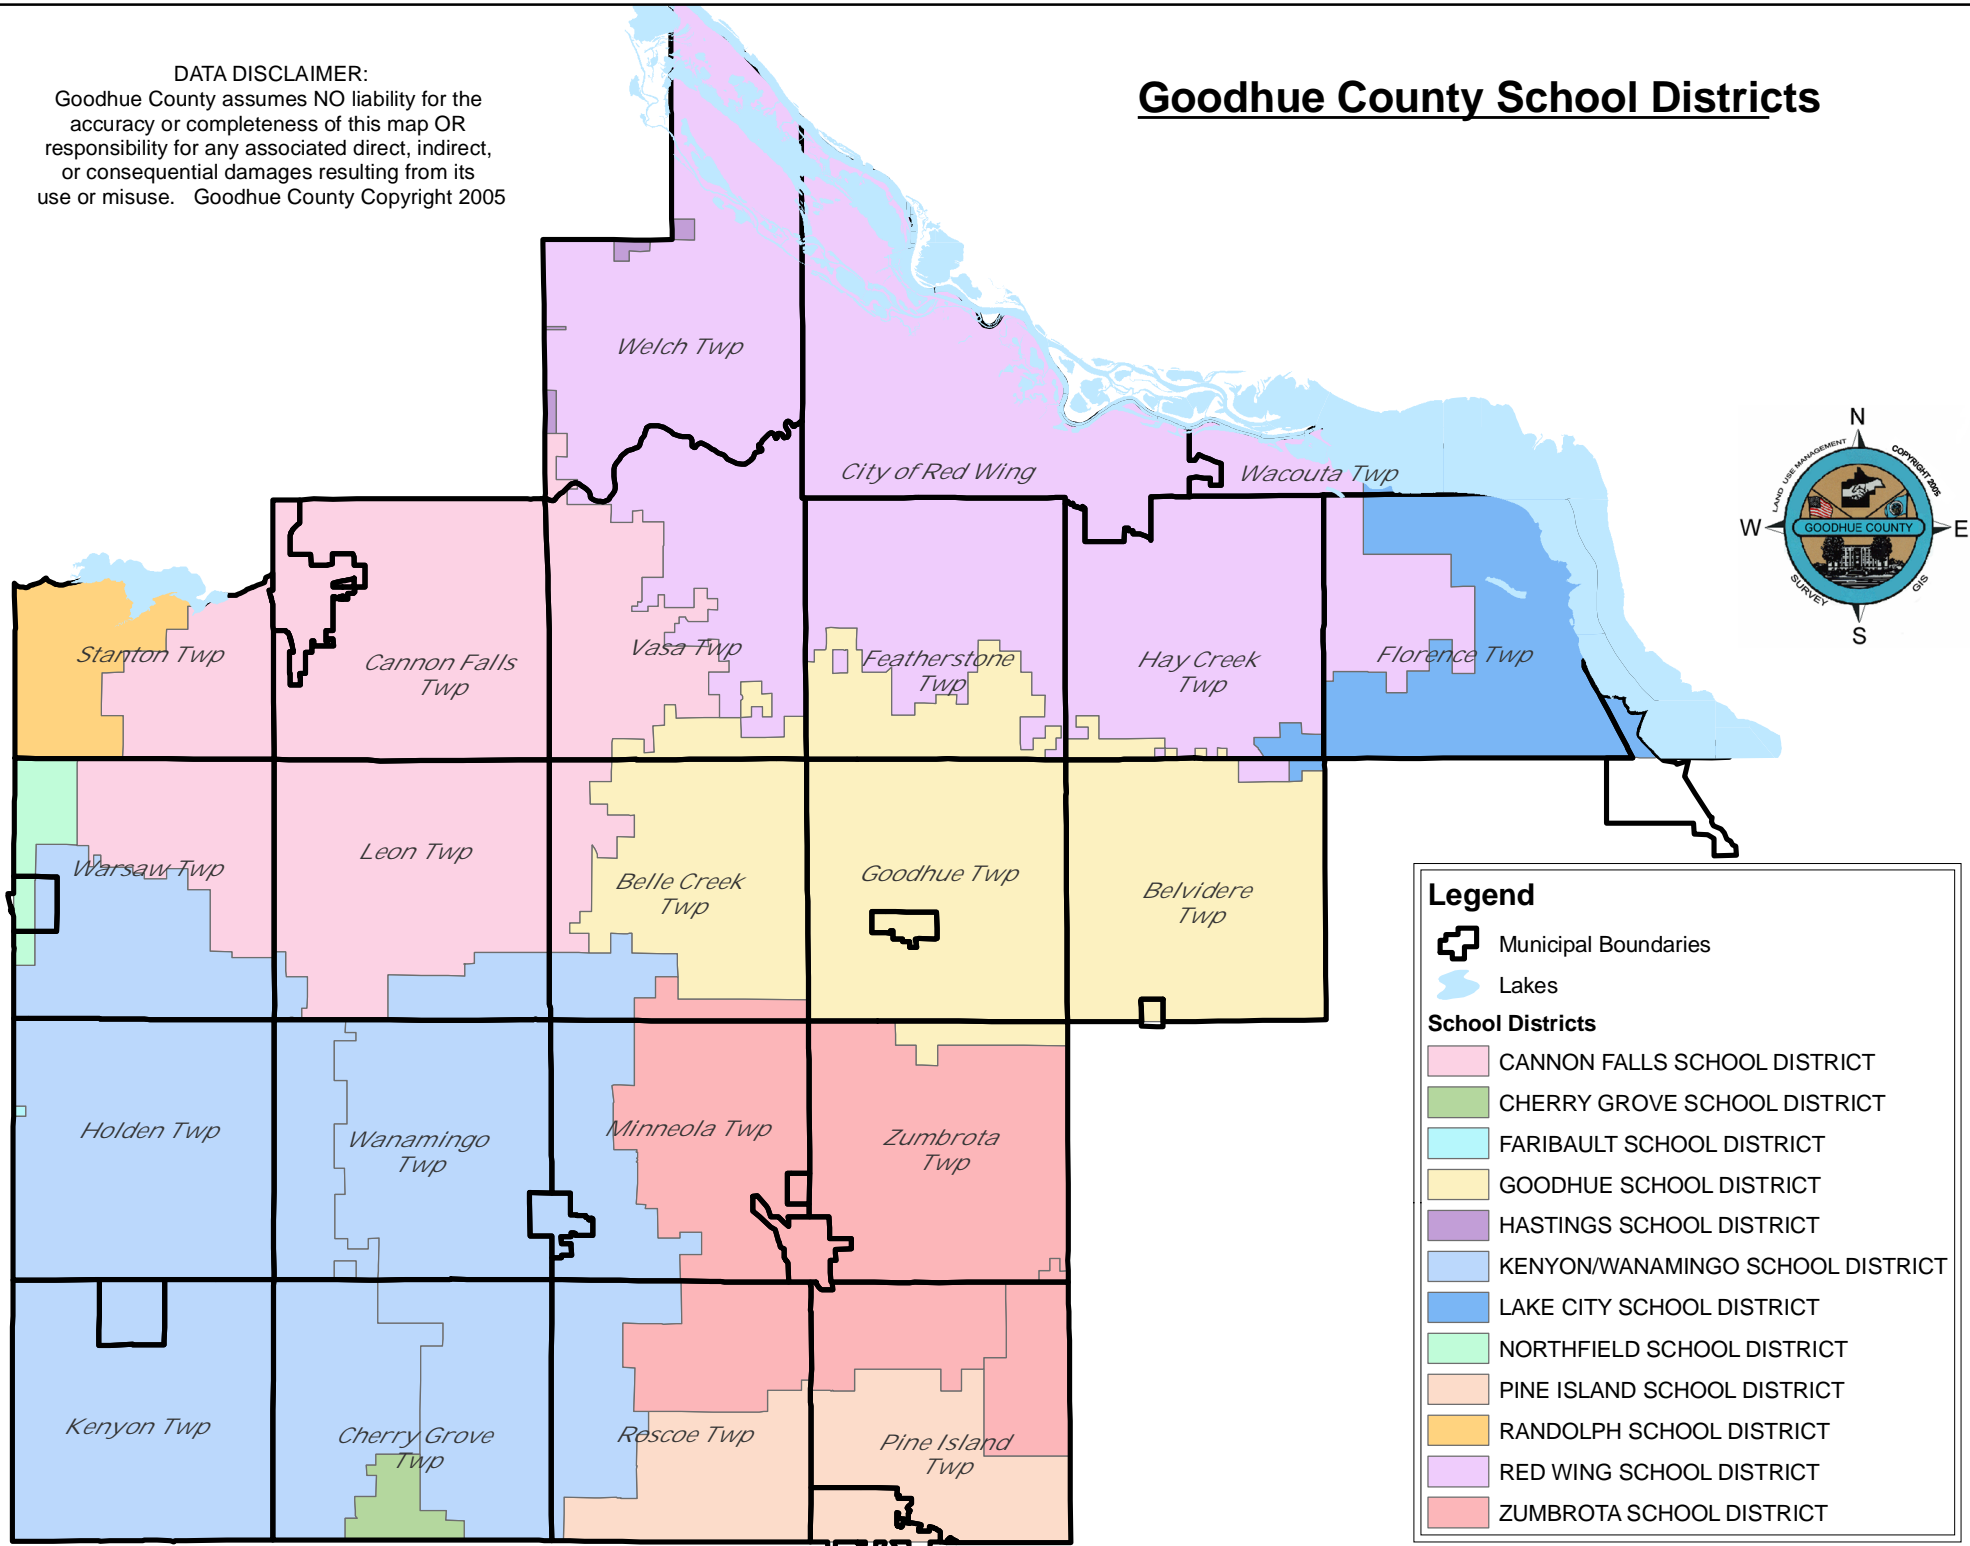 DATA DISCLAIMER:
Goodhue County assumes NO liability for the
accuracy or completeness of this map OR
responsibility for any associated direct, indirect,
or consequential damages resulting from its
use or misuse.   Goodhue County Copyright 2005
Goodhue County School Districts
Welch Twp
City of Red Wing
Wacouta Twp
N
LAND USE MANAGEMENT
COPYRIGHT 2005
W
GOODHUE COUNTY
E
SURVEY
GIS
S
Stanton Twp
Cannon Falls
Twp
Vasa Twp
Featherstone
Twp
Hay Creek
Twp
Florence Twp
Warsaw Twp
Leon Twp
Belle Creek
Twp
Goodhue Twp
Belvidere
Twp
Holden Twp
Wanamingo
Twp
Minneola Twp
Zumbrota
Twp
Kenyon Twp
Cherry Grove
Twp
Roscoe Twp
Pine Island
Twp
Legend
Municipal Boundaries
Lakes
School Districts
CANNON FALLS SCHOOL DISTRICT
CHERRY GROVE SCHOOL DISTRICT
FARIBAULT SCHOOL DISTRICT
GOODHUE SCHOOL DISTRICT
HASTINGS SCHOOL DISTRICT
KENYON/WANAMINGO SCHOOL DISTRICT
LAKE CITY SCHOOL DISTRICT
NORTHFIELD SCHOOL DISTRICT
PINE ISLAND SCHOOL DISTRICT
RANDOLPH SCHOOL DISTRICT
RED WING SCHOOL DISTRICT
ZUMBROTA SCHOOL DISTRICT